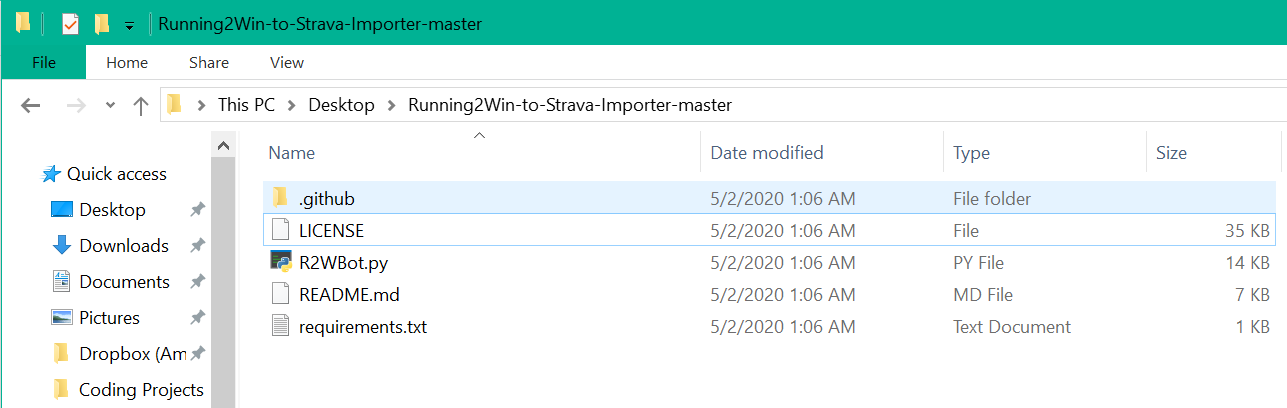 Running2Win-to-Strava-Importer-master
File Home Share View
This PC Desktop Running2Win-to-Strava-Importer-master
Name Date modified Type Size
Quick access
Desktop
Downloads
Documents
Pictures
Dropbox (Am
Coding Projects
.github 5/2/2020 1:06 AM File folder
LICENSE 5/2/2020 1:06 AM File 35 KB
R2WBot.py 5/2/2020 1:06 AM PY File 14 KB
README.md 5/2/2020 1:06 AM MD File 7 KB
requirements.txt 5/2/2020 1:06 AM Text Document 1 KB